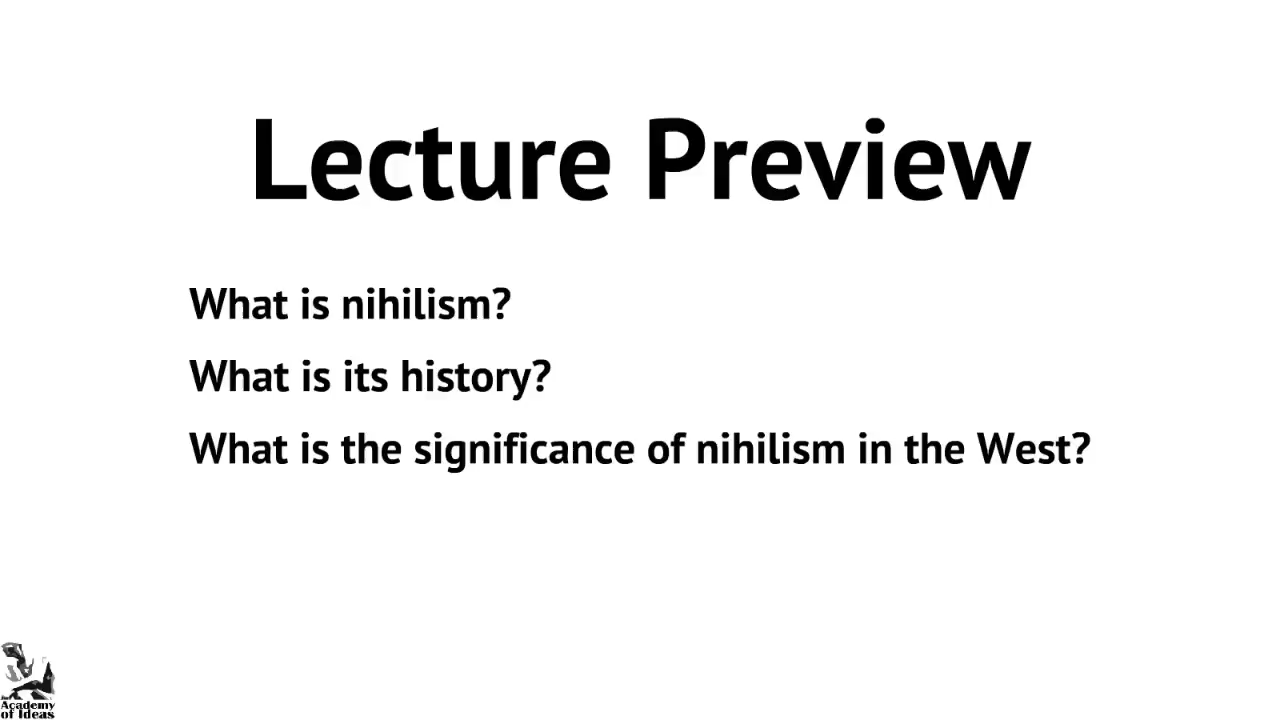 Lecture Preview
What is nihilism?
What is its history?
What is the significance of nihilism in the West?
Academy
of Ideas